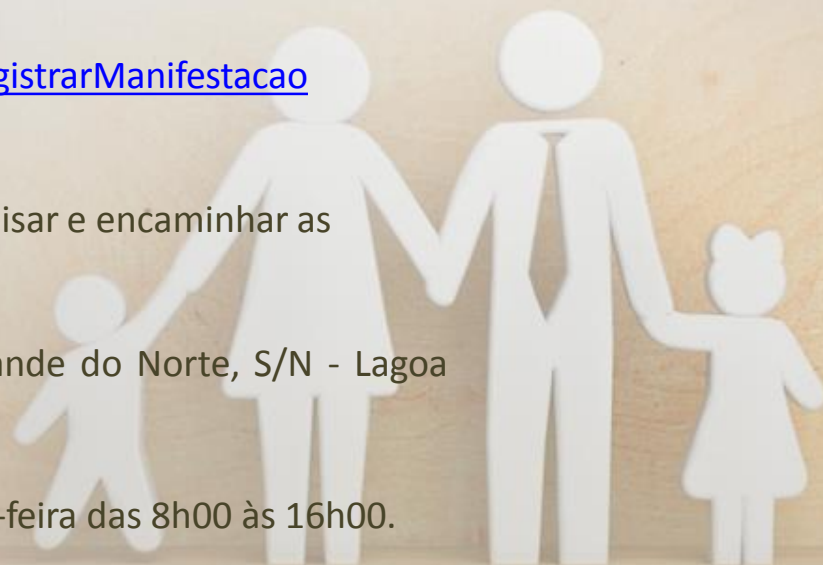 gistrarManifestacao
isar e encaminhar as
ande do Norte, S/N - Lagoa
-feira das 8h00 às 16h00.